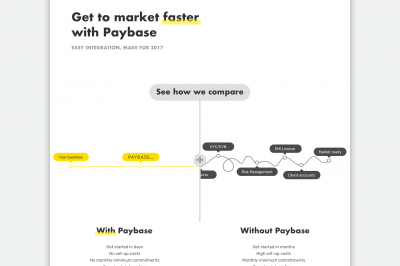 Get to market faster
with Paybase
EASY INTEGRATION, MADE FOR 2017
See how we compare
KYC/KYB
EMI License
Market ready
Your business
PAYBASE
Risk Management
Client accounts
With Paybase
Without Paybase
Get started in days
Get started in months
No set-up costs
High set-up costs
No monthly minimum commitments
Monthly minimum commitments